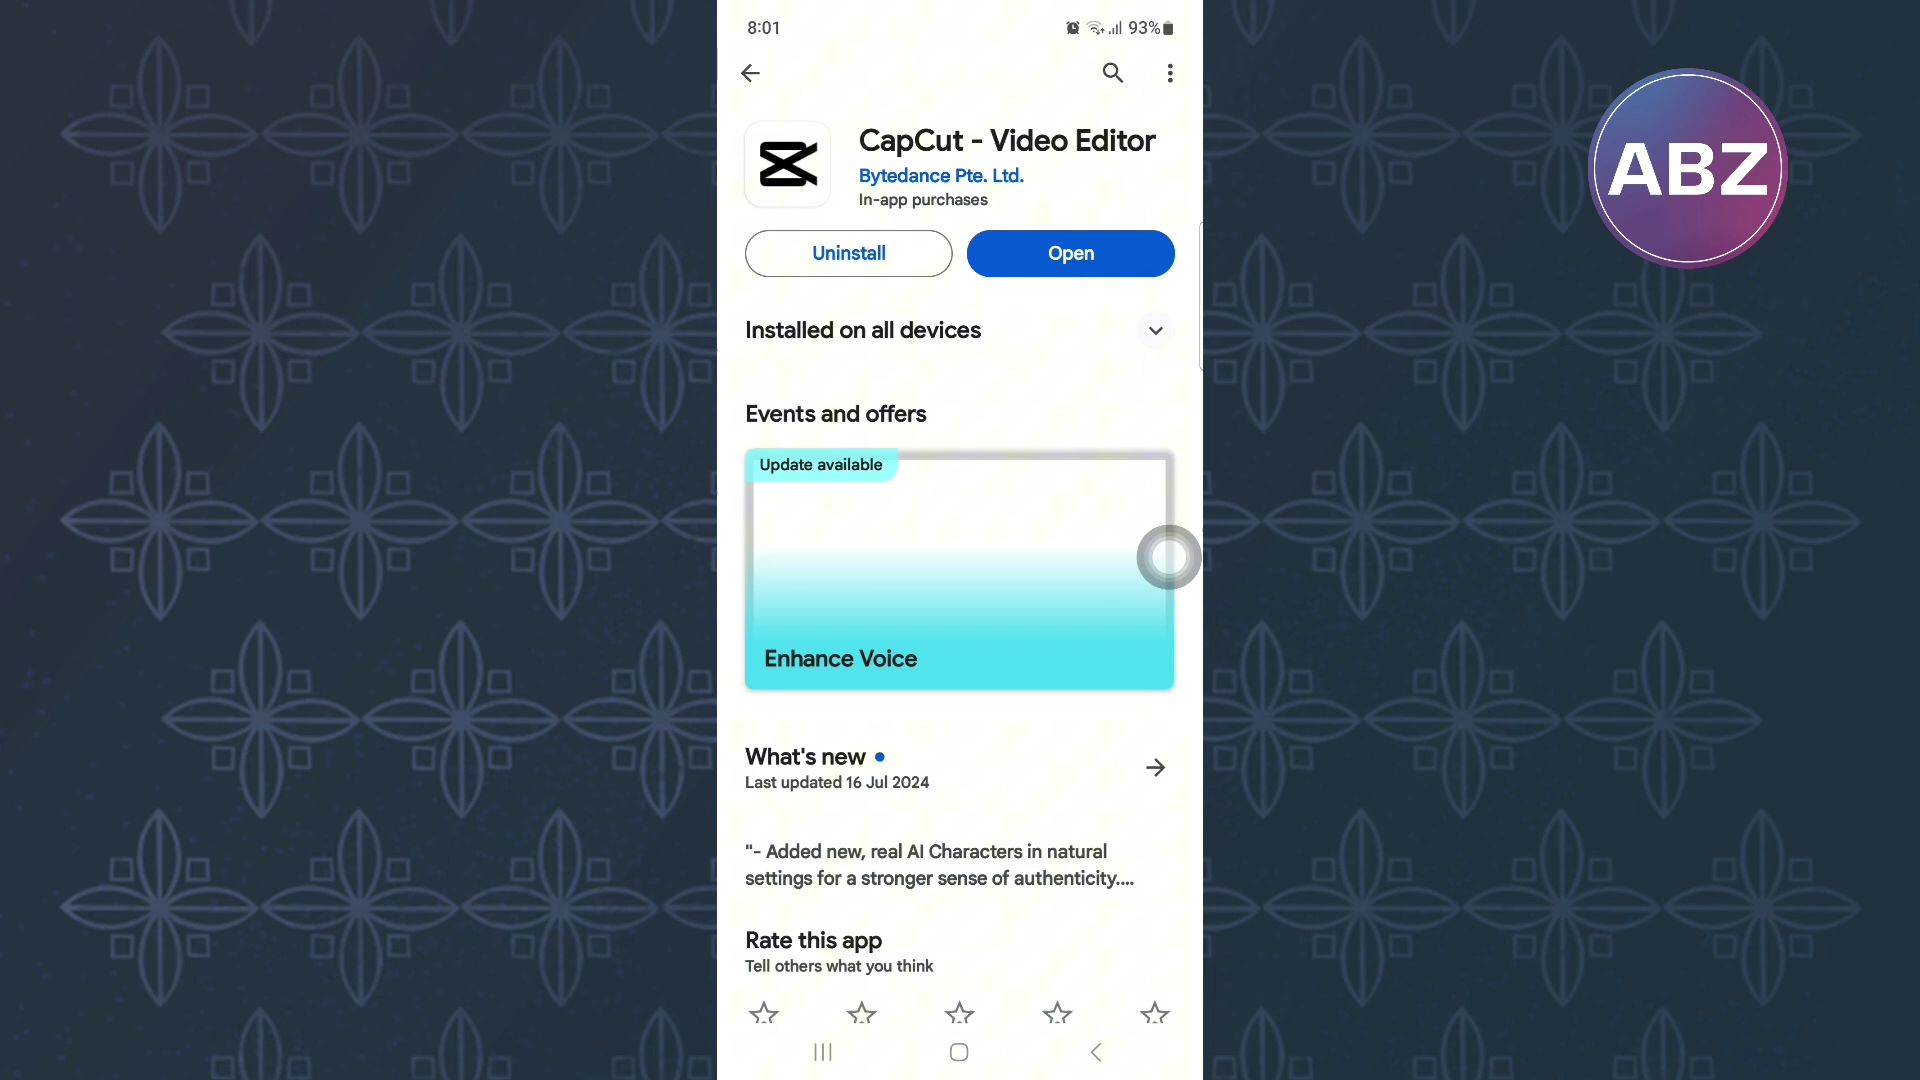 8:01
93%
CapCut - Video Editor
Bytedance Pte. Ltd.
In-app purchases
Uninstall
Open
Installed on all devices
Events and offers
Update available
Enhance Voice
What's new
Last updated 16 Jul 2024
"- Added new, real AI Characters in natural
settings for a stronger sense of authenticity....
Rate this app
Tell others what you think
ABZ